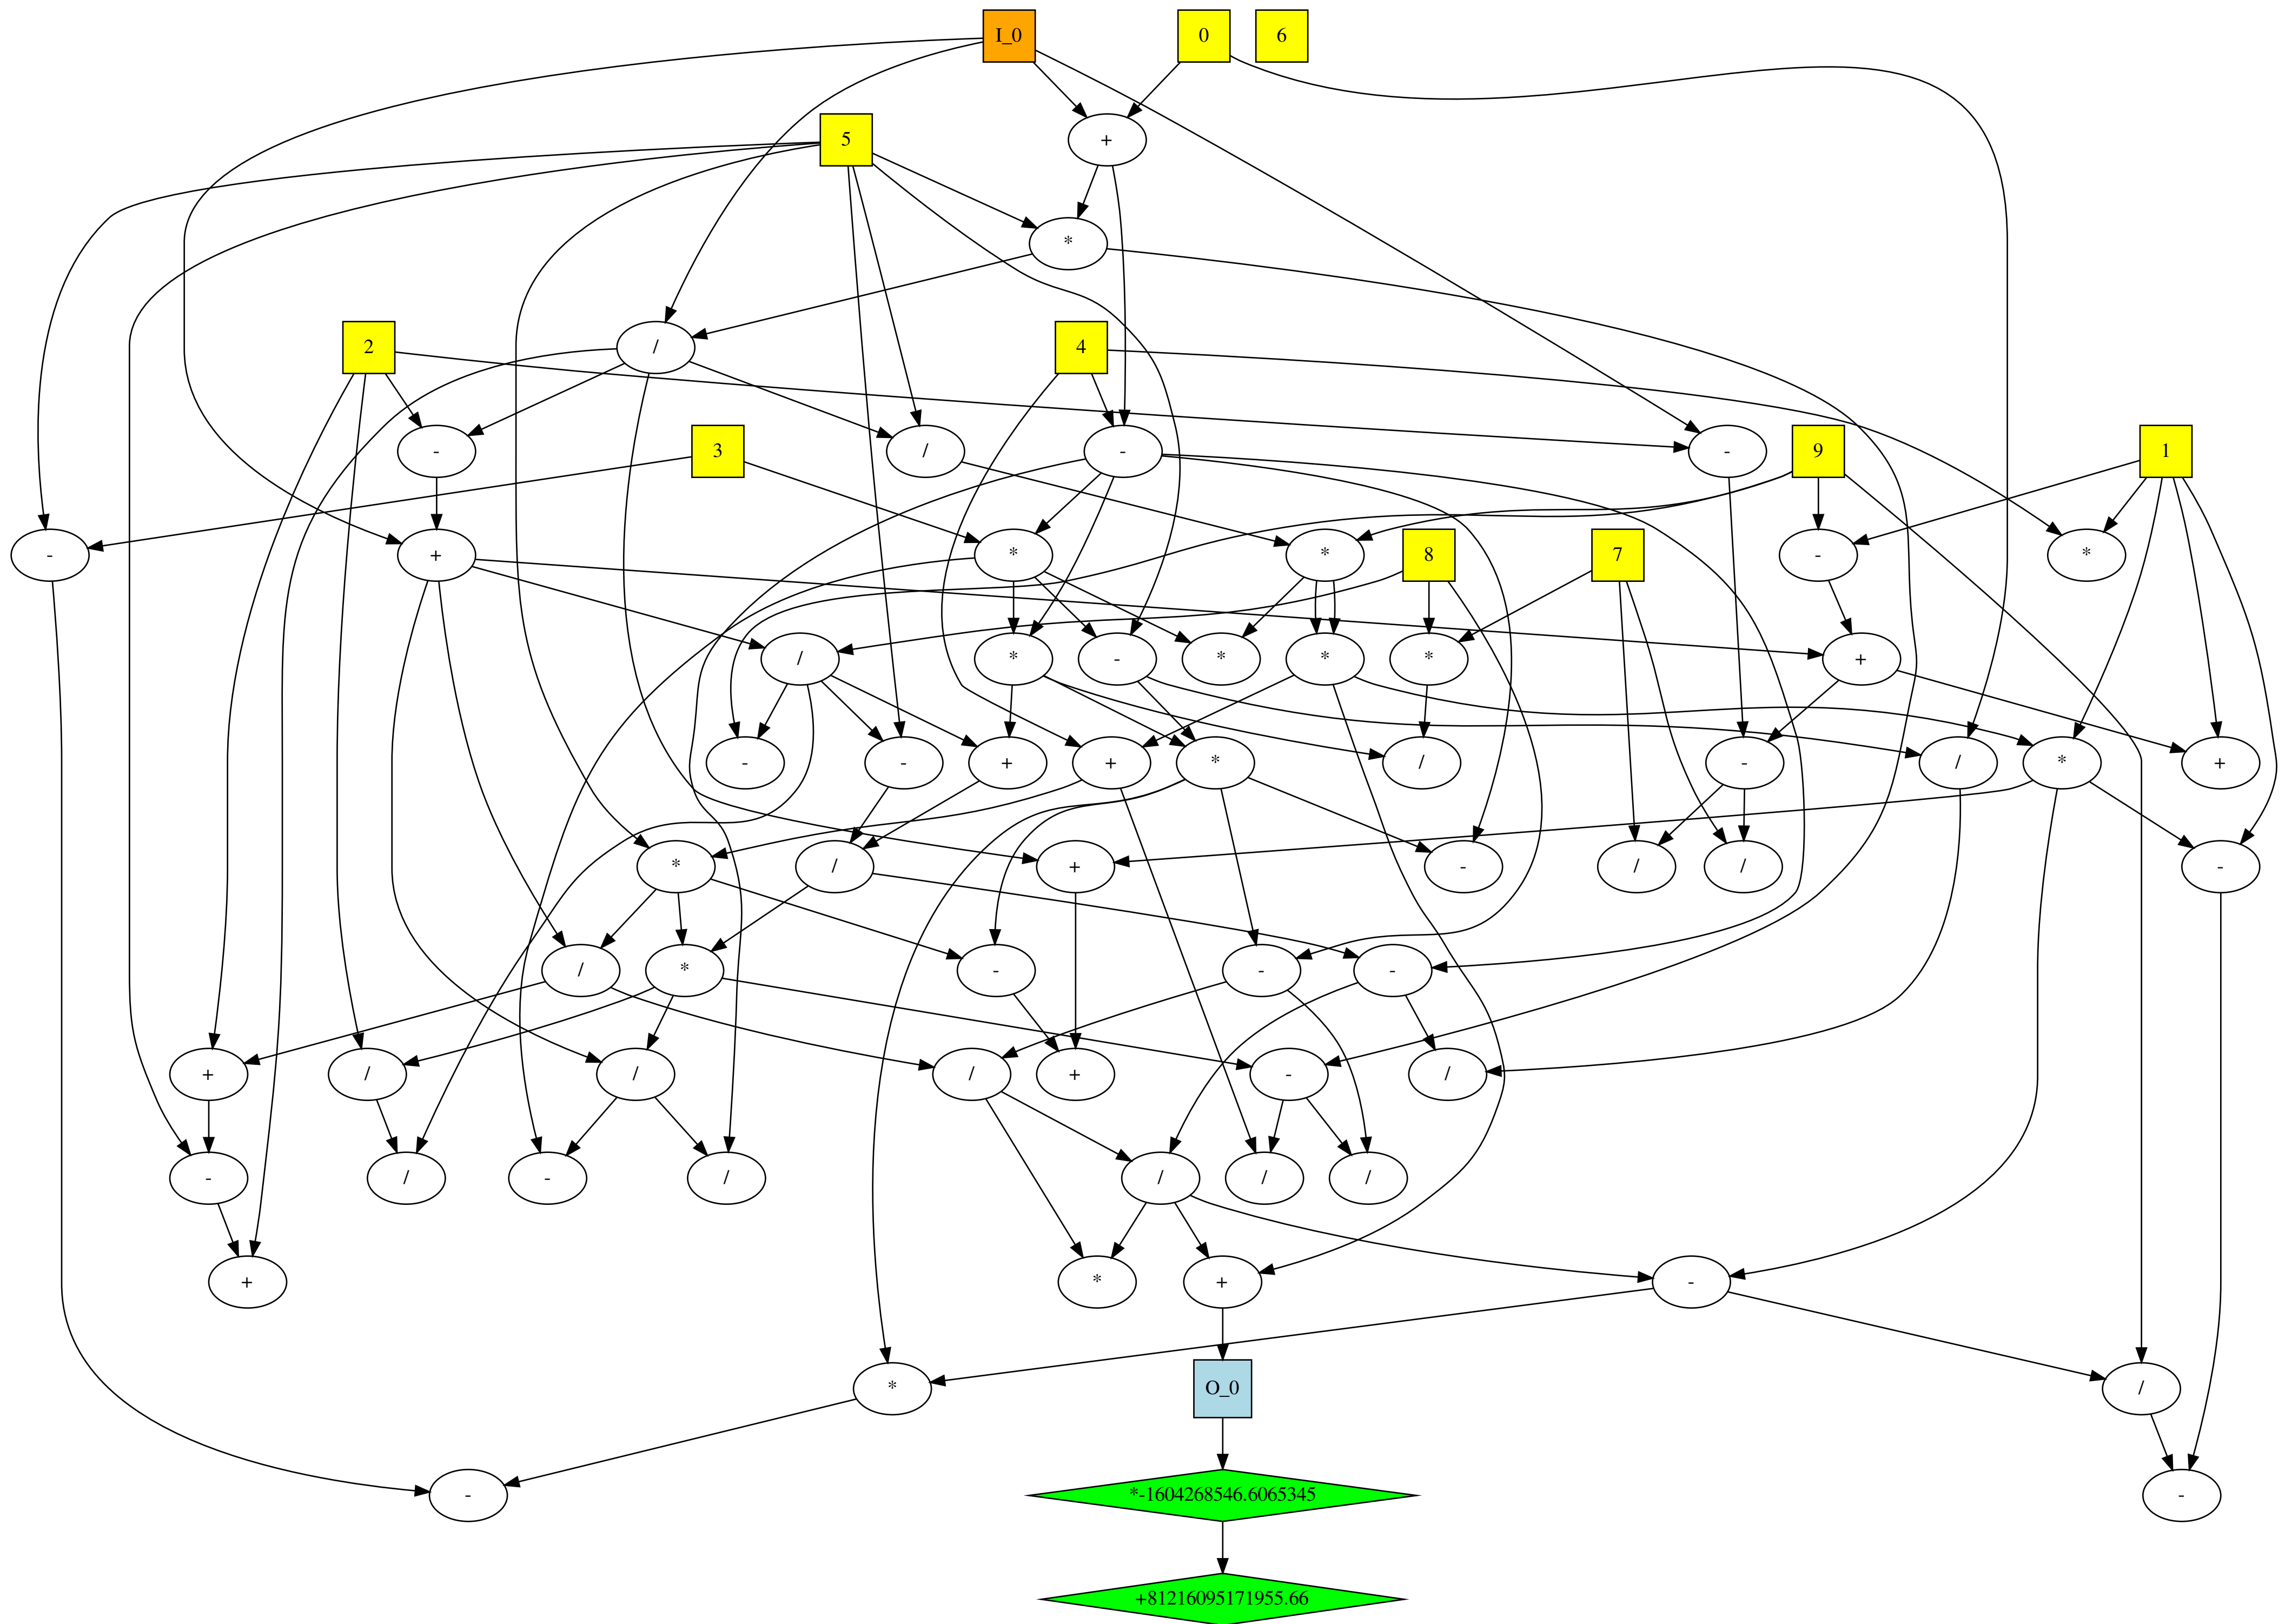 I_0 0 6
5 +
*
2 / 4
- 3 / - - 9 1
- + * * 8 7 - *
/ * - * * * +
- - + + * / - / * +
* / + - / / -
/ * - - -
+ / / / + - /
- / - / / / /
+ * + -
* O_0 /
- *-1604268546.6065345 -
+81216095171955.66